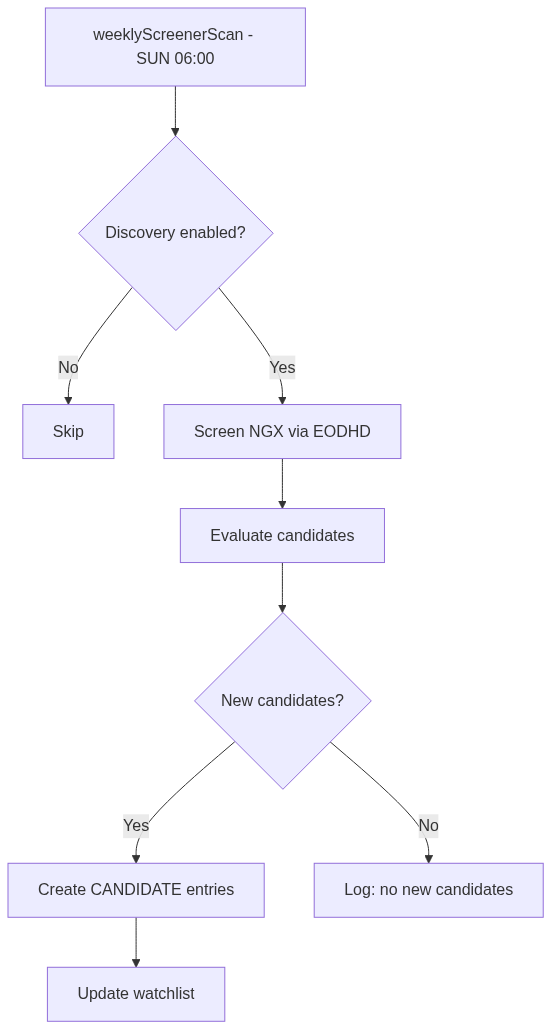 weeklyScreenerScan -
SUN 06:00
Discovery enabled?
No
Yes
Skip
Screen NGX via EODHD
Evaluate candidates
New candidates?
Yes
No
Create CANDIDATE entries
Log: no new candidates
Update watchlist